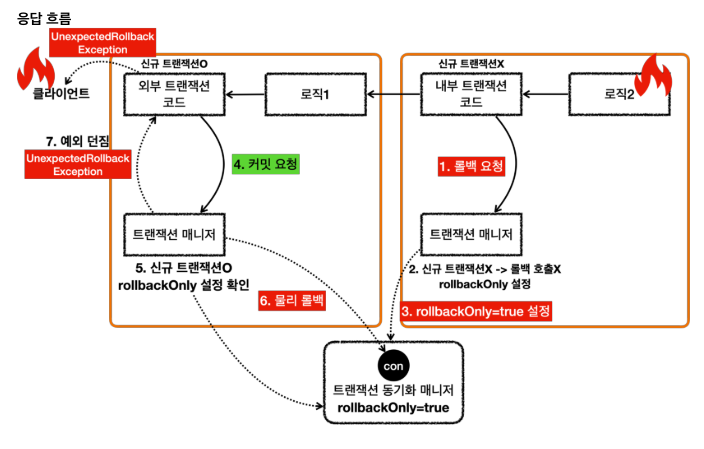 응답 흐름
UnexpectedRollback
Exception
클라이언트
신규 트랜잭션O
외부 트랜잭션
코드
로직1
신규 트랜잭션X
내부 트랜잭션
코드
로직2
7. 예외 던짐
UnexpectedRollback
Exception
4. 커밋 요청
1. 롤백 요청
트랜잭션 매니저
5. 신규 트랜잭션O
rollbackOnly 설정 확인
트랜잭션 매니저
2. 신규 트랜잭션X -> 롤백 호출X
rollbackOnly 설정
6. 물리 롤백
3. rollbackOnly=true 설정
con
트랜잭션 동기화 매니저
rollbackOnly=true